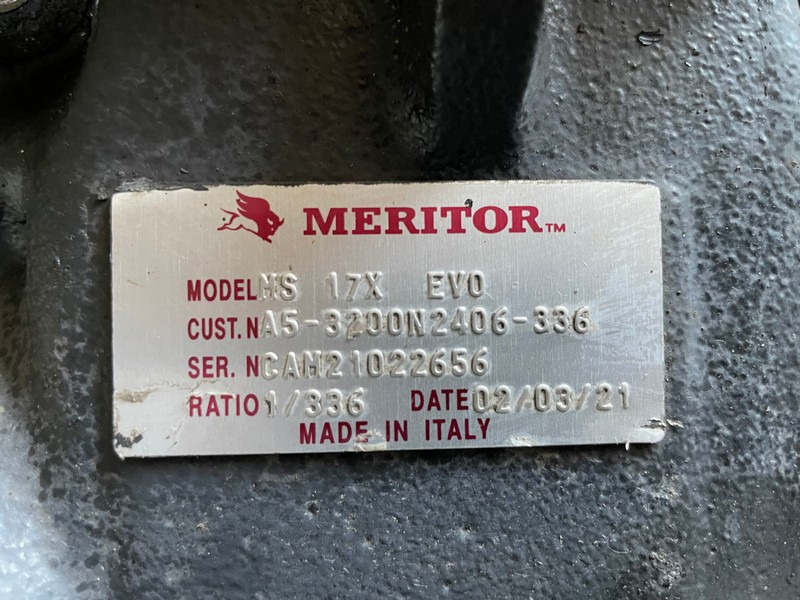 MERITOR™
MODEL MS 17X EVO
CUST.N A5-3200N2406-336
SER. N CAM21022656
RATIO 1/336 DATE 02/03/21
MADE IN ITALY